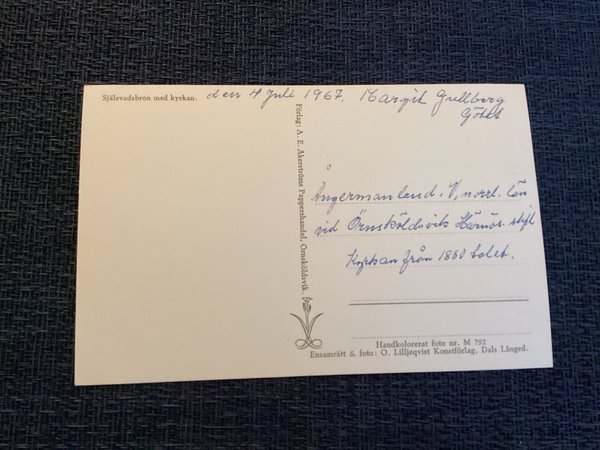 Själevadsbron med kyrkan. den 4 Juli 1967. Margit Gullberg
Götet
Förlag: A. E. Åkerströms Pappershandel, Örnsköldsvik.
Ångermanland. V, norrl. län
vid Örnsköldsvik Härnös. stift
Kyrkan från 1880 talet.
Handkolorerat foto nr. M 792
Ensamrätt & foto: O. Lilljeqvist Konstförlag, Dals Långed.